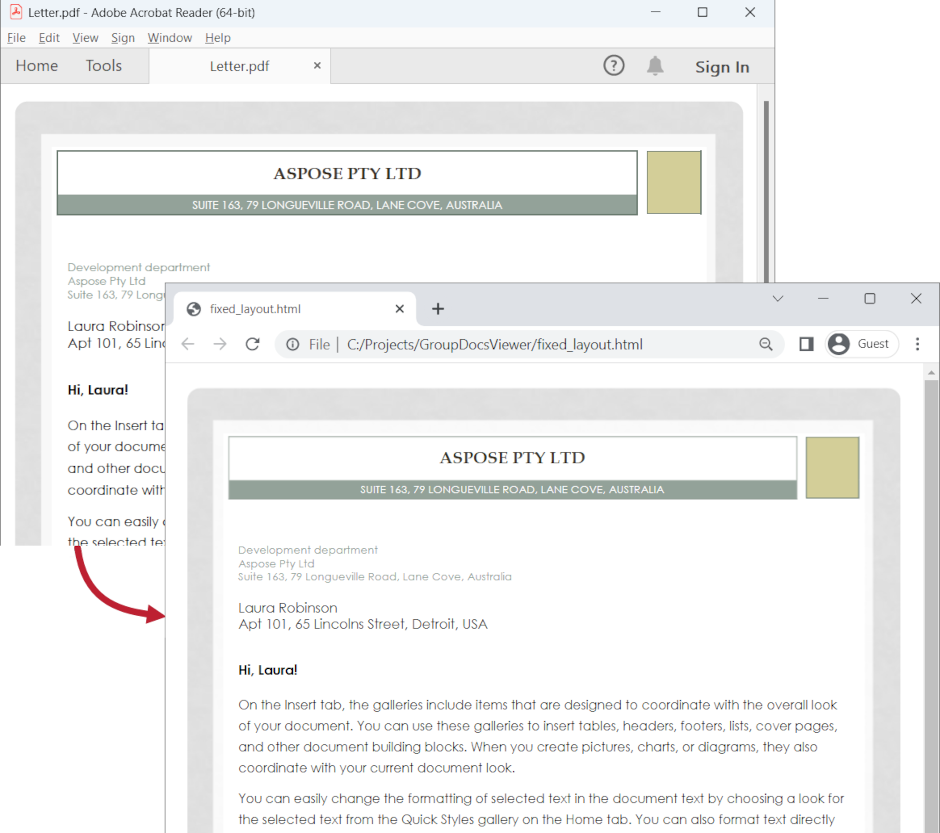 Letter.pdf - Adobe Acrobat Reader (64-bit)
File Edit View Sign Window Help
Home Tools Letter.pdf × ? Sign In
ASPOSE PTY LTD
SUITE 163, 79 LONGUEVILLE ROAD, LANE COVE, AUSTRALIA
Development department
Aspose Pty Ltd
Suite 163, 79 Long
Laura Robinson
Apt 101, 65 Linc
Hi, Laura!
On the Insert ta
of your docume
and other docu
coordinate with
You can easily
the selected te
fixed_layout.html
File | C:/Projects/GroupDocsViewer/fixed_layout.html Guest
ASPOSE PTY LTD
SUITE 163, 79 LONGUEVILLE ROAD, LANE COVE, AUSTRALIA
Development department
Aspose Pty Ltd
Suite 163, 79 Longueville Road, Lane Cove, Australia
Laura Robinson
Apt 101, 65 Lincolns Street, Detroit, USA
Hi, Laura!
On the Insert tab, the galleries include items that are designed to coordinate with the overall look
of your document. You can use these galleries to insert tables, headers, footers, lists, cover pages,
and other document building blocks. When you create pictures, charts, or diagrams, they also
coordinate with your current document look.
You can easily change the formatting of selected text in the document text by choosing a look for
the selected text from the Quick Styles gallery on the Home tab. You can also format text directly